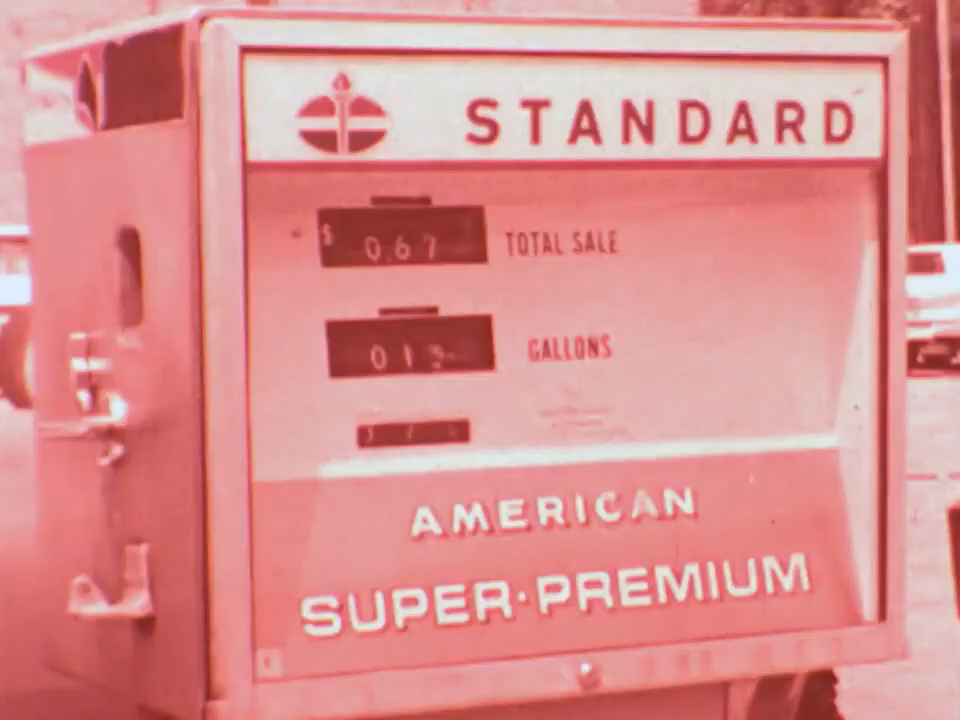 STANDARD
$ 0.67 TOTAL SALE
GALLONS
AMERICAN
SUPER·PREMIUM